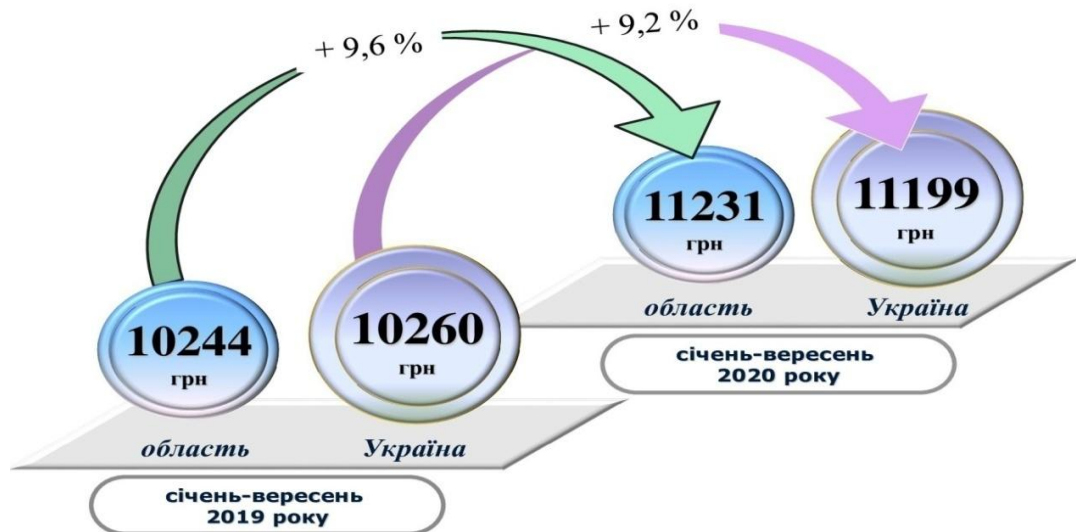 + 9,6 %
+ 9,2 %
11231
грн
11199
грн
область
Україна
січень-вересень
2020 року
10244
грн
10260
грн
область
Україна
січень-вересень
2019 року